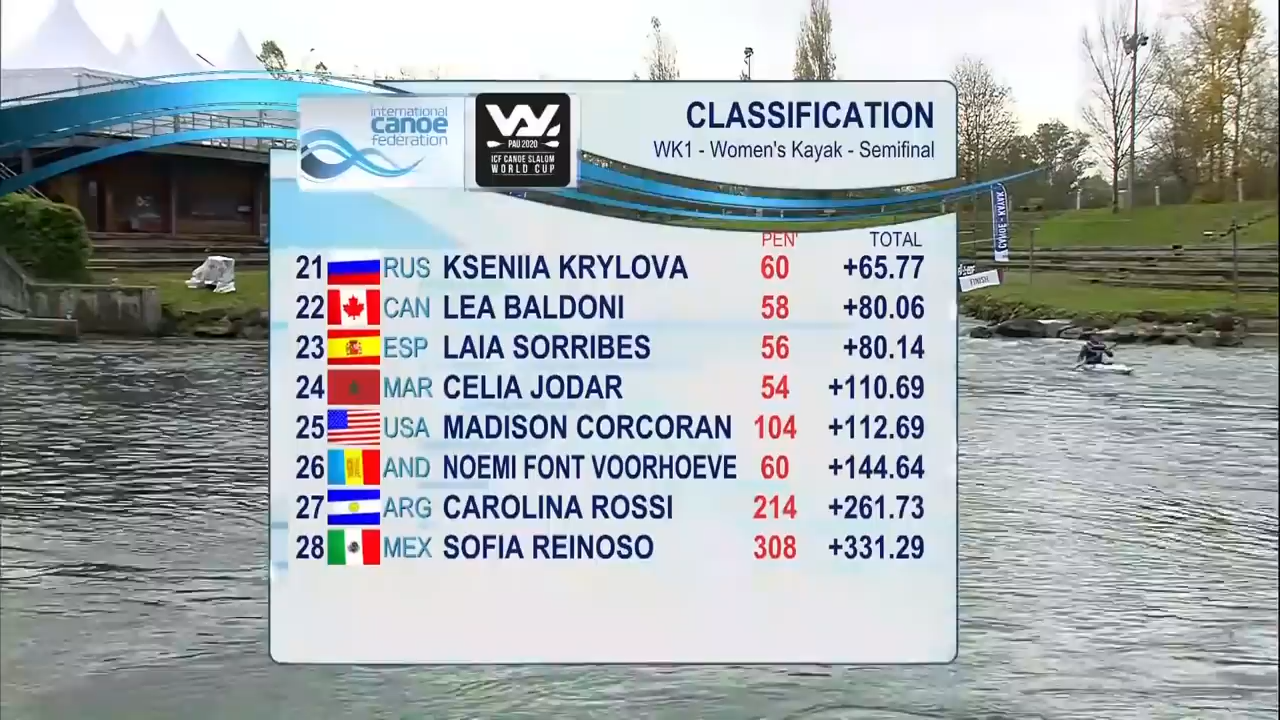 international
canoe
federation
PAU 2020
ICF CANOE SLALOM
WORLD CUP
CLASSIFICATION
WK1 - Women's Kayak - Semifinal
PEN' TOTAL
21 RUS KSENIIA KRYLOVA 60 +65.77
22 CAN LEA BALDONI 58 +80.06
23 ESP LAIA SORRIBES 56 +80.14
24 MAR CELIA JODAR 54 +110.69
25 USA MADISON CORCORAN 104 +112.69
26 AND NOEMI FONT VOORHOEVE 60 +144.64
27 ARG CAROLINA ROSSI 214 +261.73
28 MEX SOFIA REINOSO 308 +331.29
CANOE - KAYAK
FINISH